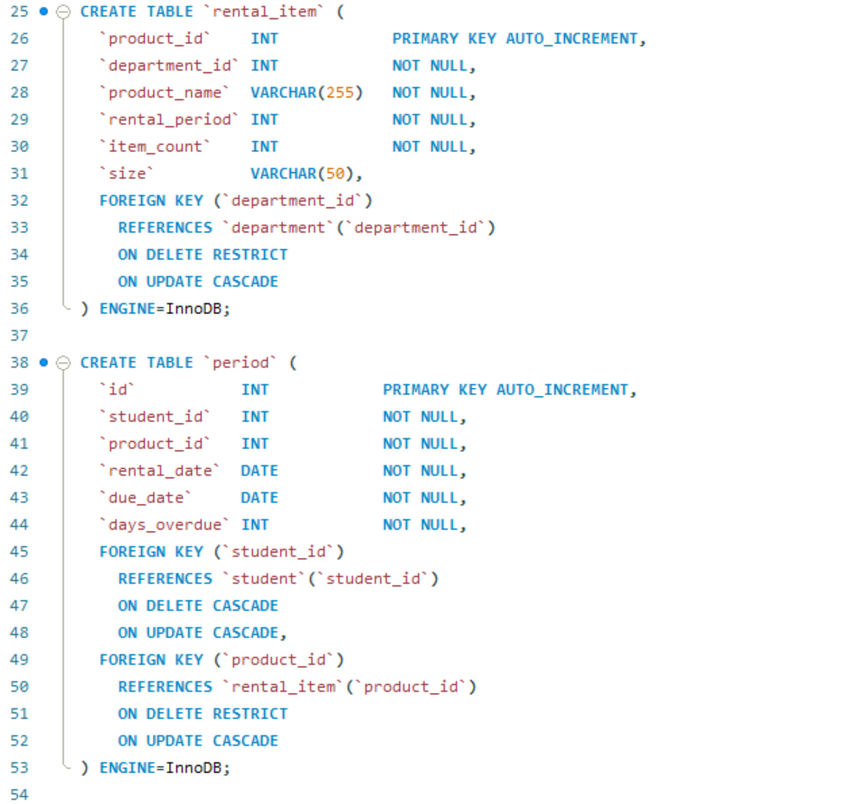 25 CREATE TABLE `rental_item` (
26 `product_id` INT PRIMARY KEY AUTO_INCREMENT,
27 `department_id` INT NOT NULL,
28 `product_name` VARCHAR(255) NOT NULL,
29 `rental_period` INT NOT NULL,
30 `item_count` INT NOT NULL,
31 `size` VARCHAR(50),
32 FOREIGN KEY (`department_id`)
33 REFERENCES `department`(`department_id`)
34 ON DELETE RESTRICT
35 ON UPDATE CASCADE
36 ) ENGINE=InnoDB;
37
38 CREATE TABLE `period` (
39 `id` INT PRIMARY KEY AUTO_INCREMENT,
40 `student_id` INT NOT NULL,
41 `product_id` INT NOT NULL,
42 `rental_date` DATE NOT NULL,
43 `due_date` DATE NOT NULL,
44 `days_overdue` INT NOT NULL,
45 FOREIGN KEY (`student_id`)
46 REFERENCES `student`(`student_id`)
47 ON DELETE CASCADE
48 ON UPDATE CASCADE,
49 FOREIGN KEY (`product_id`)
50 REFERENCES `rental_item`(`product_id`)
51 ON DELETE RESTRICT
52 ON UPDATE CASCADE
53 ) ENGINE=InnoDB;
54